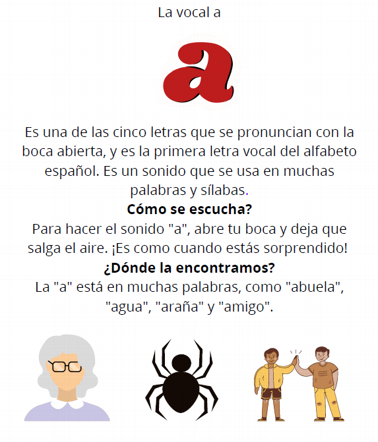 La vocal a
a
Es una de las cinco letras que se pronuncian con la
boca abierta, y es la primera letra vocal del alfabeto
español. Es un sonido que se usa en muchas
palabras y sílabas.
Cómo se escucha?
Para hacer el sonido "a", abre tu boca y deja que
salga el aire. ¡Es como cuando estás sorprendido!
¿Dónde la encontramos?
La "a" está en muchas palabras, como "abuela",
"agua", "araña" y "amigo".